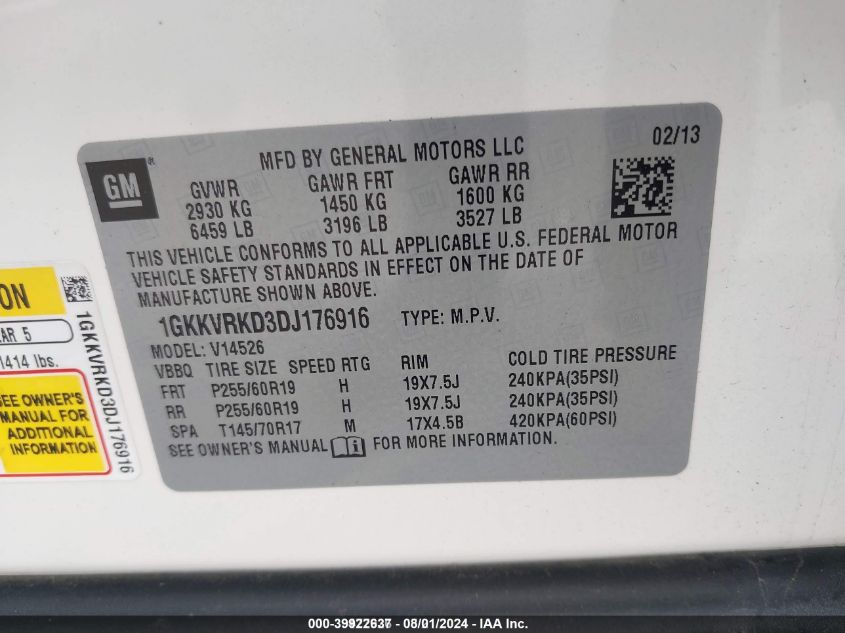 GM
MFD BY GENERAL MOTORS LLC
02/13
GVWR GAWR FRT GAWR RR
2930 KG 1450 KG 1600 KG
6459 LB 3196 LB 3527 LB
THIS VEHICLE CONFORMS TO ALL APPLICABLE U.S. FEDERAL MOTOR
VEHICLE SAFETY STANDARDS IN EFFECT ON THE DATE OF
MANUFACTURE SHOWN ABOVE.
1GKKVRKD3DJ176916 TYPE: M.P.V.
MODEL: V14526
VBBQ TIRE SIZE SPEED RTG RIM COLD TIRE PRESSURE
FRT P255/60R19 H 19X7.5J 240KPA(35PSI)
RR P255/60R19 H 19X7.5J 240KPA(35PSI)
SPA T145/70R17 M 17X4.5B 420KPA(60PSI)
SEE OWNER'S MANUAL FOR MORE INFORMATION.
ON
AR 5
1414 lbs.
SEE OWNER'S
MANUAL FOR
ADDITIONAL
INFORMATION
1GKKVRKD3DJ176916
- 08/01/2024 - IAA Inc.